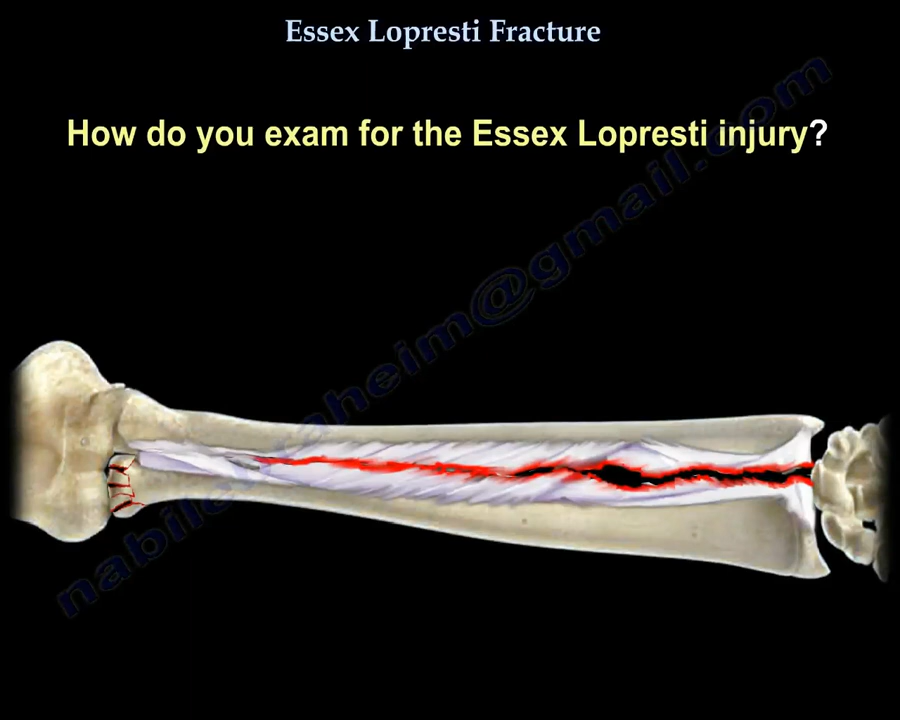 Essex Lopresti Fracture
How do you exam for the Essex Lopresti injury?